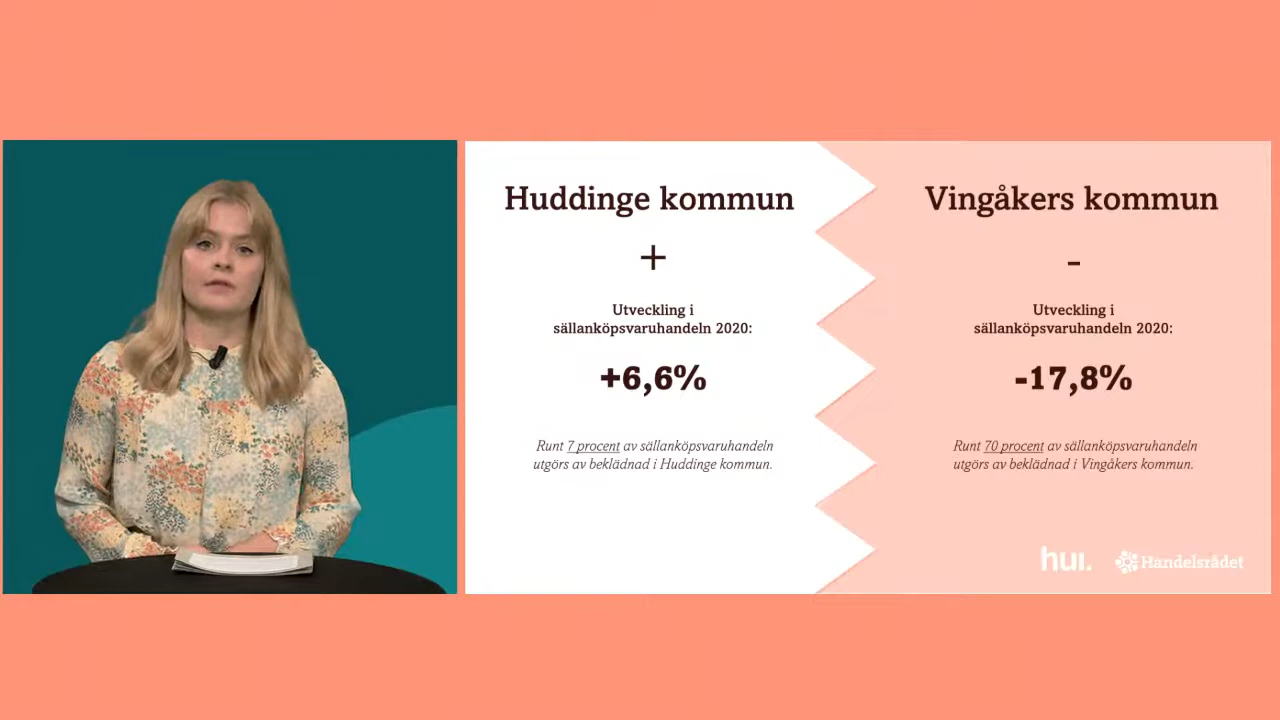 Huddinge kommun
+
Utveckling i
sällanköpsvaruhandeln 2020:
+6,6%
Runt 7 procent av sällanköpsvaruhandeln
utgörs av beklädnad i Huddinge kommun.
Vingåkers kommun
-
Utveckling i
sällanköpsvaruhandeln 2020:
-17,8%
Runt 70 procent av sällanköpsvaruhandeln
utgörs av beklädnad i Vingåkers kommun.
hui. Handelsrådet